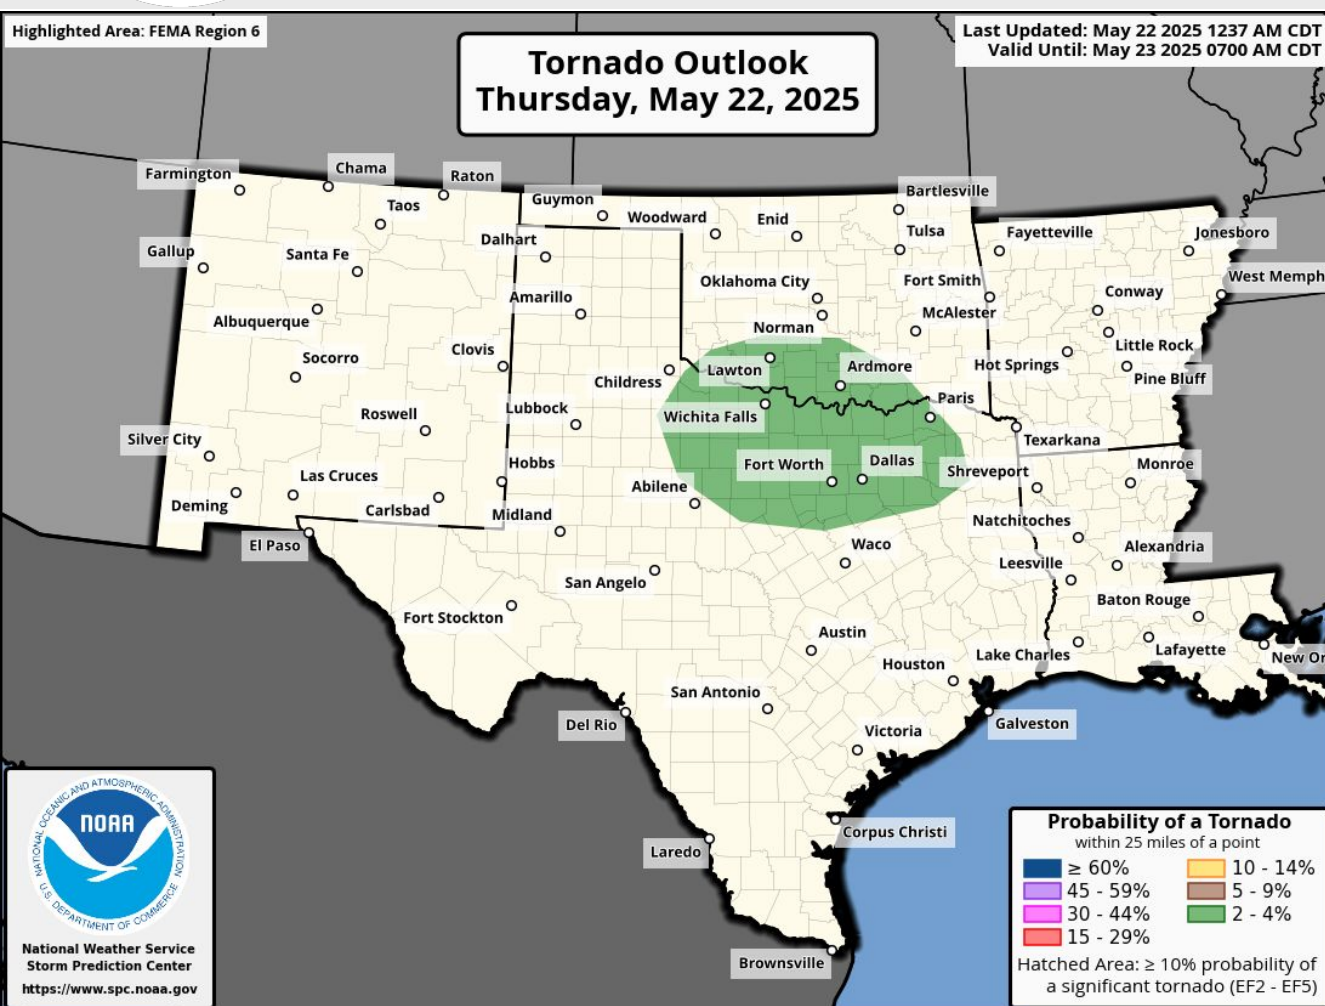 Highlighted Area: FEMA Region 6
Last Updated: May 22 2025 1237 AM CDT
Valid Until: May 23 2025 0700 AM CDT
Tornado Outlook
Thursday, May 22, 2025
Farmington
Chama
Raton
Taos
Guymon
Woodward
Enid
Bartlesville
Tulsa
Fayetteville
Jonesboro
Gallup
Santa Fe
Dalhart
Oklahoma City
Fort Smith
West Memph
Amarillo
Conway
Albuquerque
Norman
McAlester
Little Rock
Socorro
Clovis
Childress
Lawton
Ardmore
Hot Springs
Pine Bluff
Roswell
Lubbock
Wichita Falls
Paris
Silver City
Texarkana
Las Cruces
Hobbs
Fort Worth
Dallas
Shreveport
Monroe
Deming
Carlsbad
Midland
Abilene
Natchitoches
El Paso
Waco
Alexandria
San Angelo
Leesville
Fort Stockton
Baton Rouge
Austin
Houston
Lake Charles
Lafayette
New Or
San Antonio
Del Rio
Galveston
Victoria
Corpus Christi
Laredo
Brownsville
NATIONAL OCEANIC AND ATMOSPHERIC ADMINISTRATION
NOAA
U.S. DEPARTMENT OF COMMERCE
National Weather Service
Storm Prediction Center
https://www.spc.noaa.gov
Probability of a Tornado
within 25 miles of a point
≥ 60%
10 - 14%
45 - 59%
5 - 9%
30 - 44%
2 - 4%
15 - 29%
Hatched Area: ≥ 10% probability of
a significant tornado (EF2 - EF5)